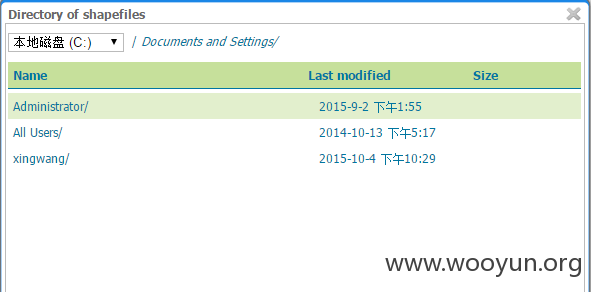 Directory of shapefiles
本地磁盘 (C:) | Documents and Settings/
Name Last modified Size
Administrator/ 2015-9-2 下午1:55
All Users/ 2014-10-13 下午5:17
xingwang/ 2015-10-4 下午10:29
www.wooyun.org